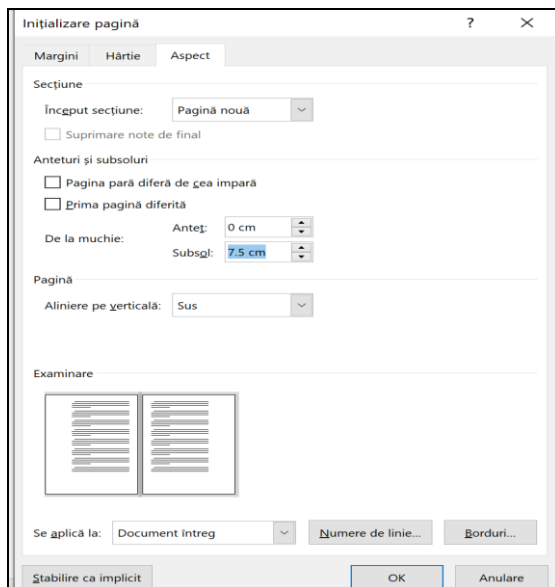 Inițializare pagină ? ✕
Margini Hârtie Aspect
Secțiune
Început secțiune: Pagină nouă
Suprimare note de final
Anteturi și subsoluri
Pagina pară diferă de cea impară
Prima pagină diferită
De la muchie:
Antet: 0 cm
Subsol: 7.5 cm
Pagină
Aliniere pe verticală: Sus
Examinare
Se aplică la: Document întreg Numere de linie... Borduri...
Stabilire ca implicit OK Anulare